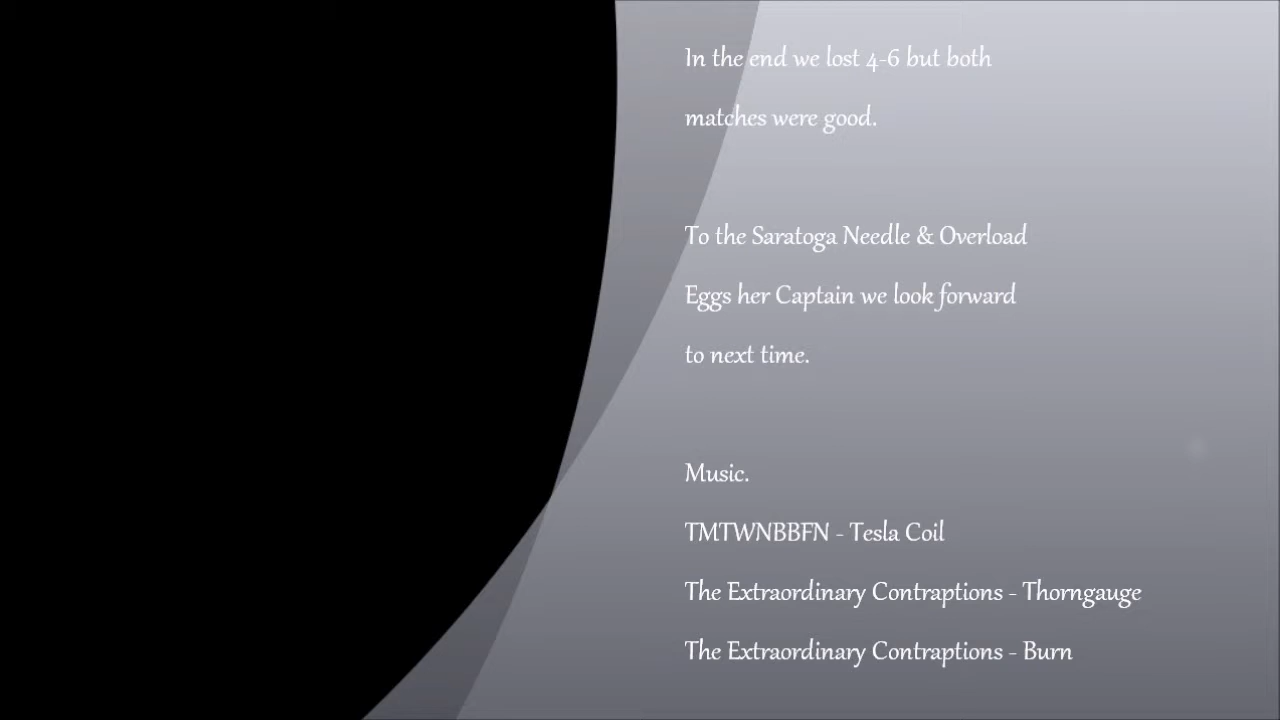 In the end we lost 4-6 but both
matches were good.
To the Saratoga Needle & Overload
Eggs her Captain we look forward
to next time.
Music.
TMTWNBBFN - Tesla Coil
The Extraordinary Contraptions - Thorngauge
The Extraordinary Contraptions - Burn